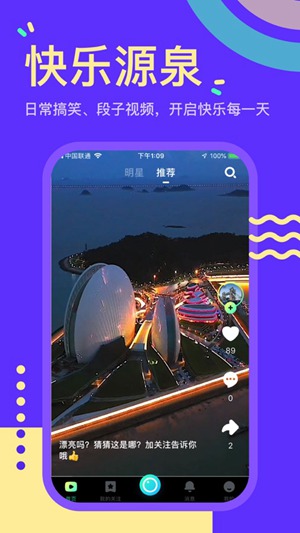 快乐源泉
日常搞笑、段子视频，开启快乐每一天
中国联通
下午1:09
100%
明星 推荐
89
0
2
漂亮吗？猜猜这是哪？加关注告诉你
哦👍
首页 我的关注 消息 我的